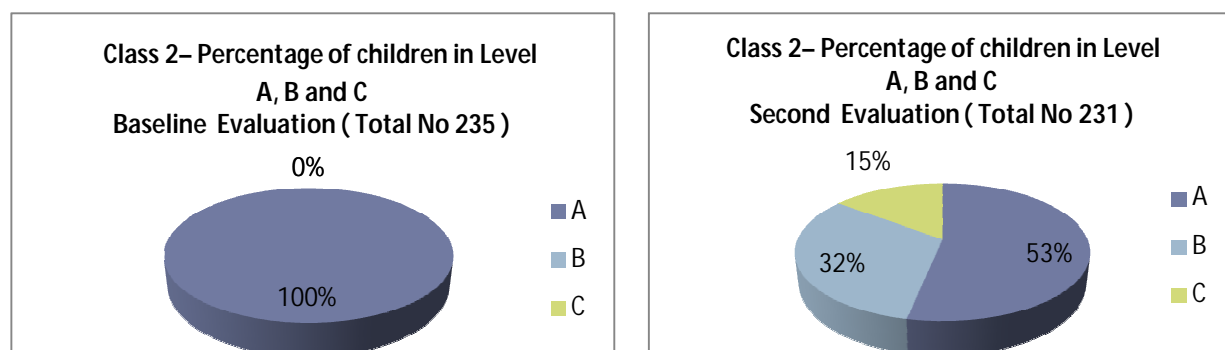 Class 2– Percentage of children in Level
A, B and C
Baseline Evaluation ( Total No 235 )
0%
100%
A
B
C
Class 2– Percentage of children in Level
A, B and C
Second Evaluation ( Total No 231 )
15%
32%
53%
A
B
C